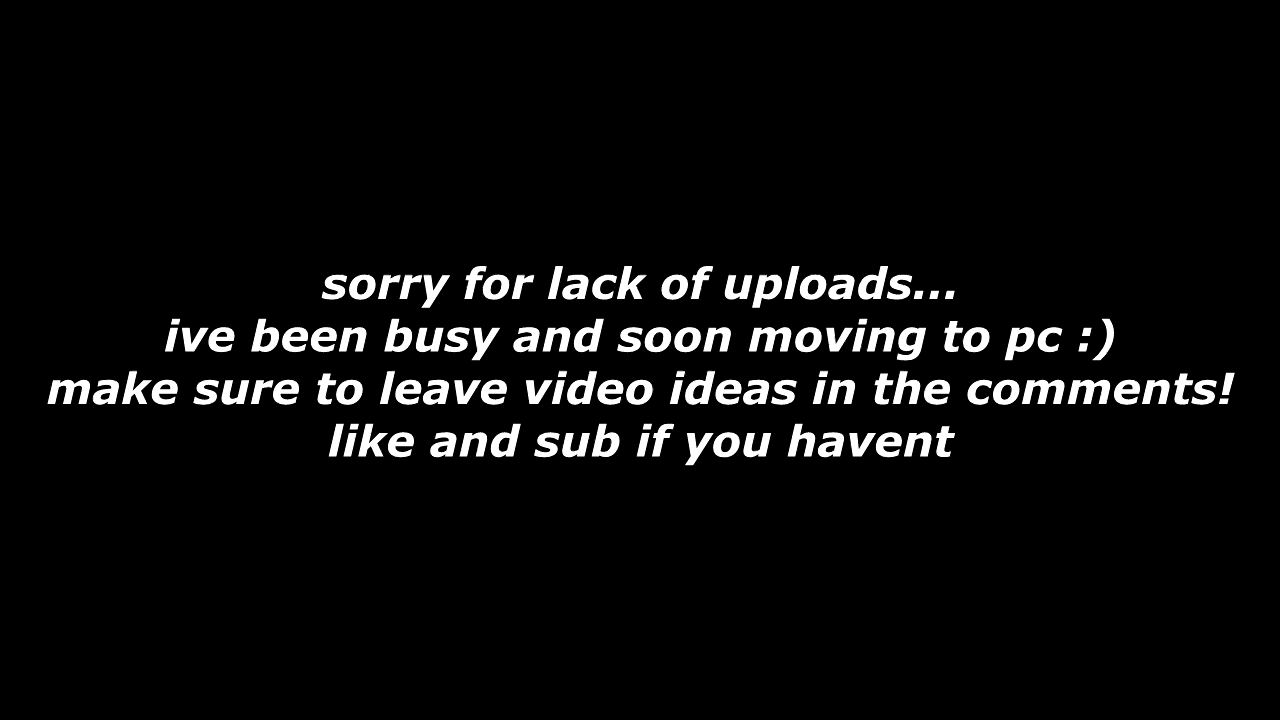 sorry for lack of uploads...
ive been busy and soon moving to pc :)
make sure to leave video ideas in the comments!
like and sub if you havent